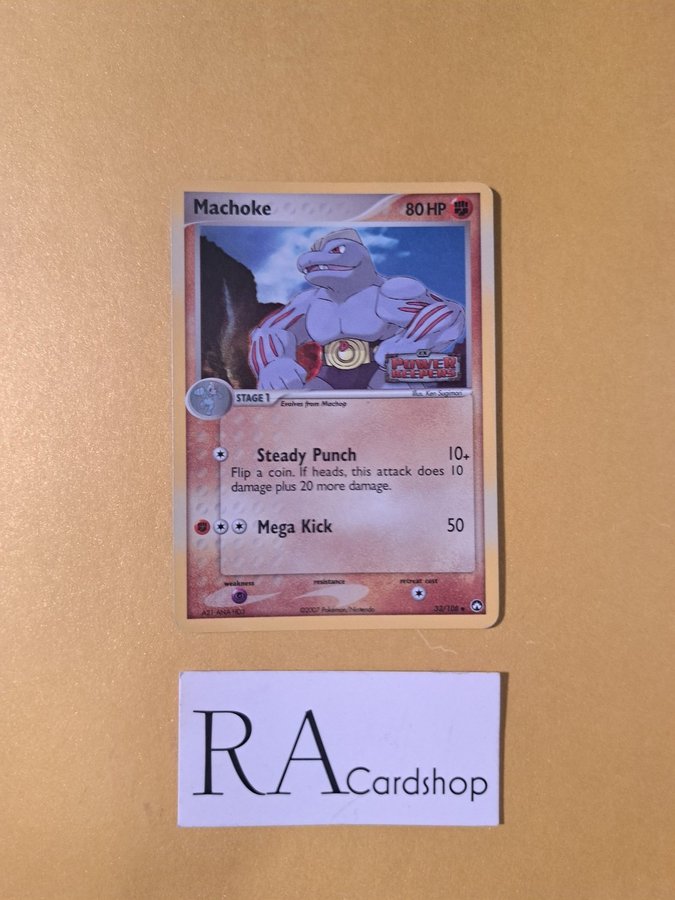 Machoke
80 HP
EX
POWER
KEEPERS
STAGE 1
Evolves from Machop
Illus. Ken Sugimori
Steady Punch 10+
Flip a coin. If heads, this attack does 10
damage plus 20 more damage.
Mega Kick 50
weakness resistance retreat cost
©2007 Pokémon/Nintendo
33/108
RA Cardshop